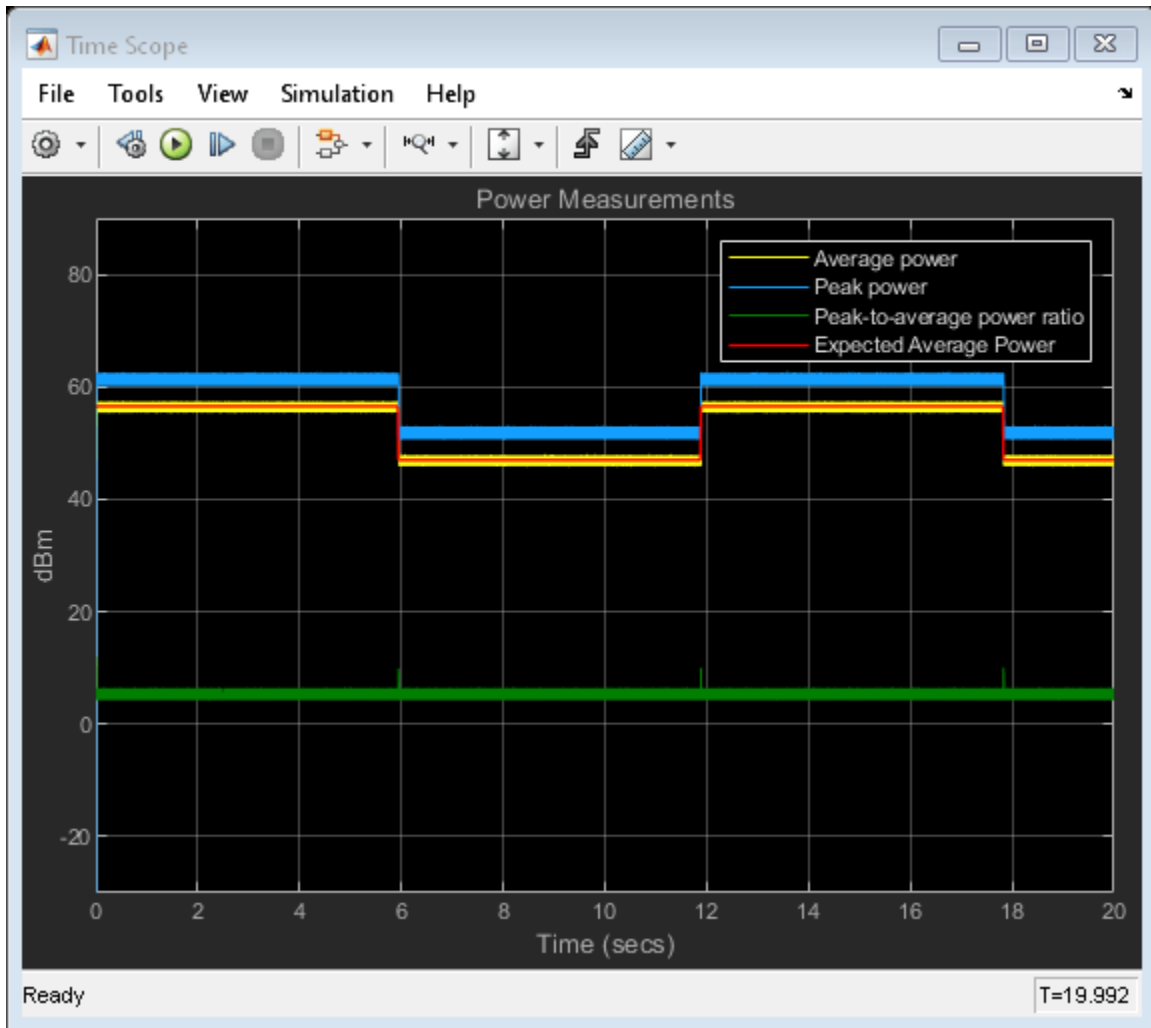 Time Scope
File Tools View Simulation Help
Power Measurements
Average power
Peak power
Peak-to-average power ratio
Expected Average Power
80
60
40
20
0
-20
dBm
0 2 4 6 8 10 12 14 16 18 20
Time (secs)
Ready T=19.992